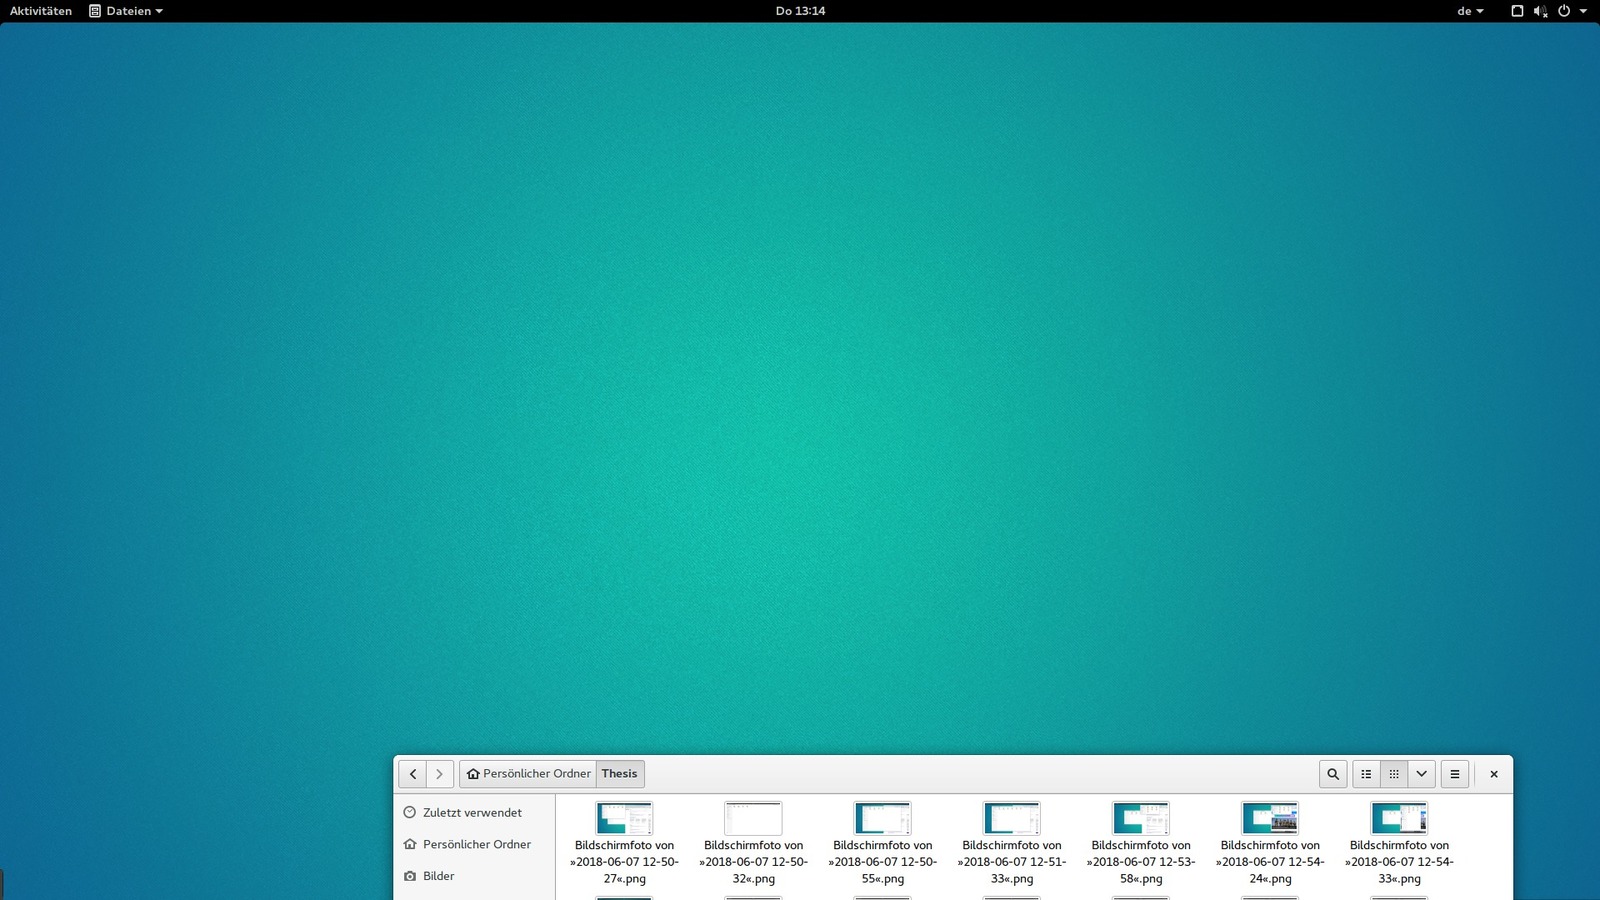 Aktivitäten Dateien Do 13:14 de
Persönlicher Ordner Thesis
Zuletzt verwendet
Persönlicher Ordner
Bilder
Bildschirmfoto von
»2018-06-07 12-50-
27«.png
Bildschirmfoto von
»2018-06-07 12-50-
32«.png
Bildschirmfoto von
»2018-06-07 12-50-
55«.png
Bildschirmfoto von
»2018-06-07 12-51-
33«.png
Bildschirmfoto von
»2018-06-07 12-53-
58«.png
Bildschirmfoto von
»2018-06-07 12-54-
24«.png
Bildschirmfoto von
»2018-06-07 12-54-
33«.png